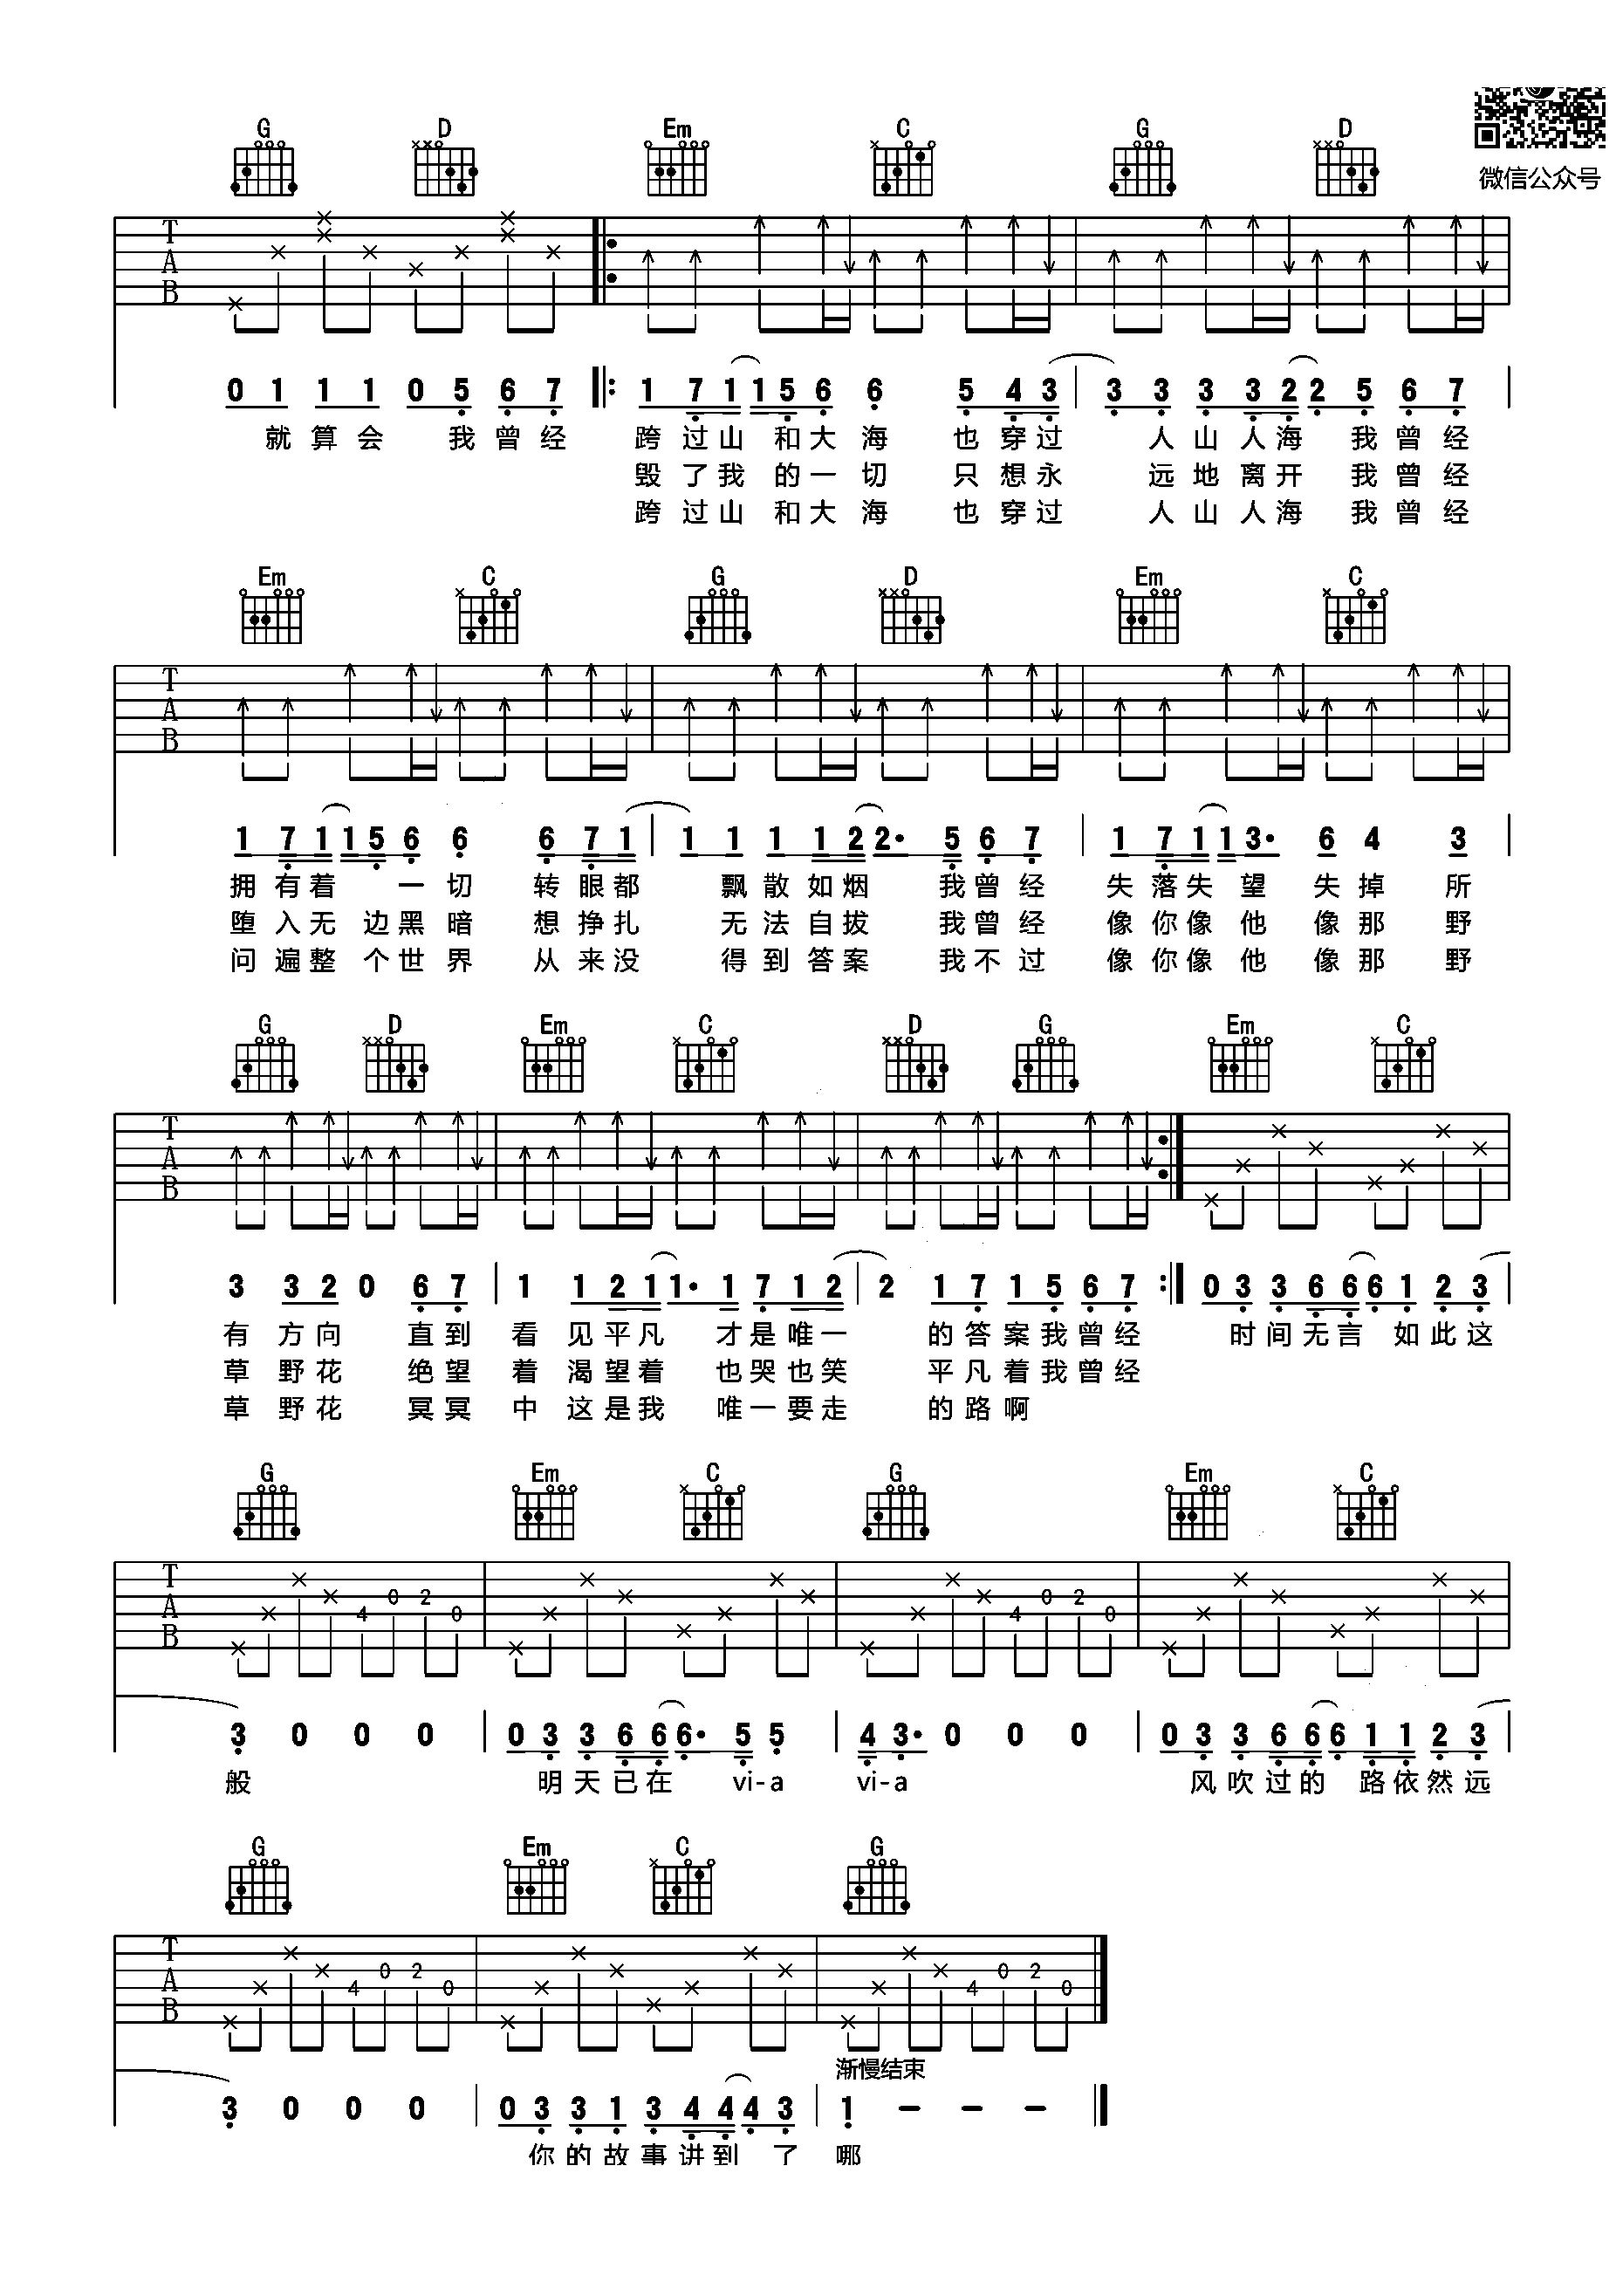 G D Em C G D
微信公众号
T
A
B
0 1 1 1 0 5 6 7 1 7 1 1 5 6 6 5 4 3 3 3 3 3 2 2 5 6 7
就算会 我曾经 跨过山 和大海 也穿过 人山人海 我曾经
毁了我 的一切 只想永 远地离开 我曾经
跨过山 和大海 也穿过 人山人海 我曾经
Em C G D Em C
T
A
B
1 7 1 1 5 6 6 6 7 1 1 1 1 1 2 2· 5 6 7 1 7 1 1 3· 6 4 3
拥有着 一切 转眼都 飘散如烟 我曾经 失落失望 失掉 所
堕入无 边黑暗 想挣扎 无法自拔 我曾经 像你像他 像那 野
问遍整 个世界 从来没 得到答案 我不过 像你像他 像那 野
G D Em C D G Em C
T
A
B
3 3 2 0 6 7 1 1 2 1 1· 1 7 1 2 2 1 7 1 5 6 7 0 3 3 6 6 6 1 2 3
有方向 直到 看见平凡 才是唯一 的答案我曾经 时间无言 如此这
草野花 绝望 着渴望着 也哭也笑 平凡着我曾经
草野花 冥冥 中这是我 唯一要走 的路啊
G Em C G Em C
T
A
B
4 0 2 0 4 0 2 0
3 0 0 0 0 3 3 6 6 6· 5 5 4 3· 0 0 0 0 3 3 6 6 6 1 1 2 3
般 明天已在 vi-a vi-a 风吹过的 路依然远
G Em C G
T
A
B
4 0 2 0 4 0 2 0
渐慢结束
3 0 0 0 0 3 3 1 3 4 4 4 3 1 - - -
你的故事讲到 了 哪